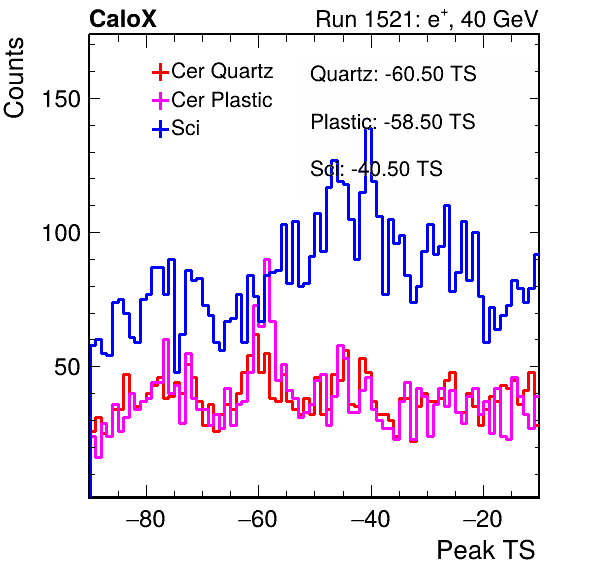 CaloX Run 1521: e⁺, 40 GeV
Counts
Cer Quartz
Cer Plastic
Sci
Quartz: -60.50 TS
Plastic: -58.50 TS
Sci: -40.50 TS
150
100
50
−80 −60 −40 −20
Peak TS